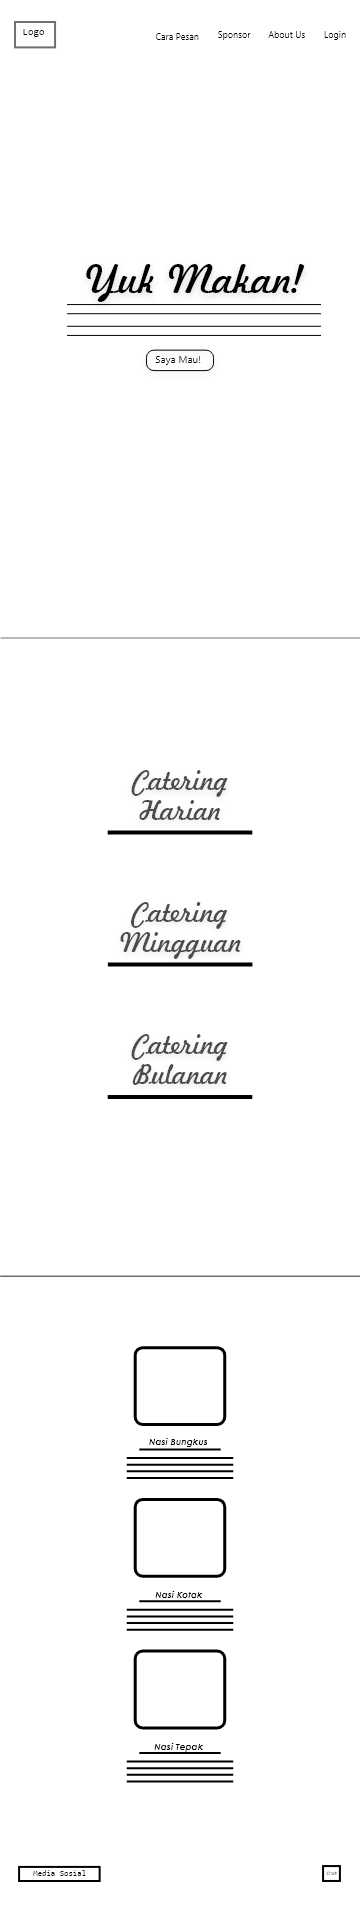 Logo
Cara Pesan Sponsor About Us Login
Yuk Makan!
Saya Mau!
Catering
Harian
Catering
Mingguan
Catering
Bulanan
Nasi Bungkus
Nasi Kotak
Nasi Tepak
Media Sosial